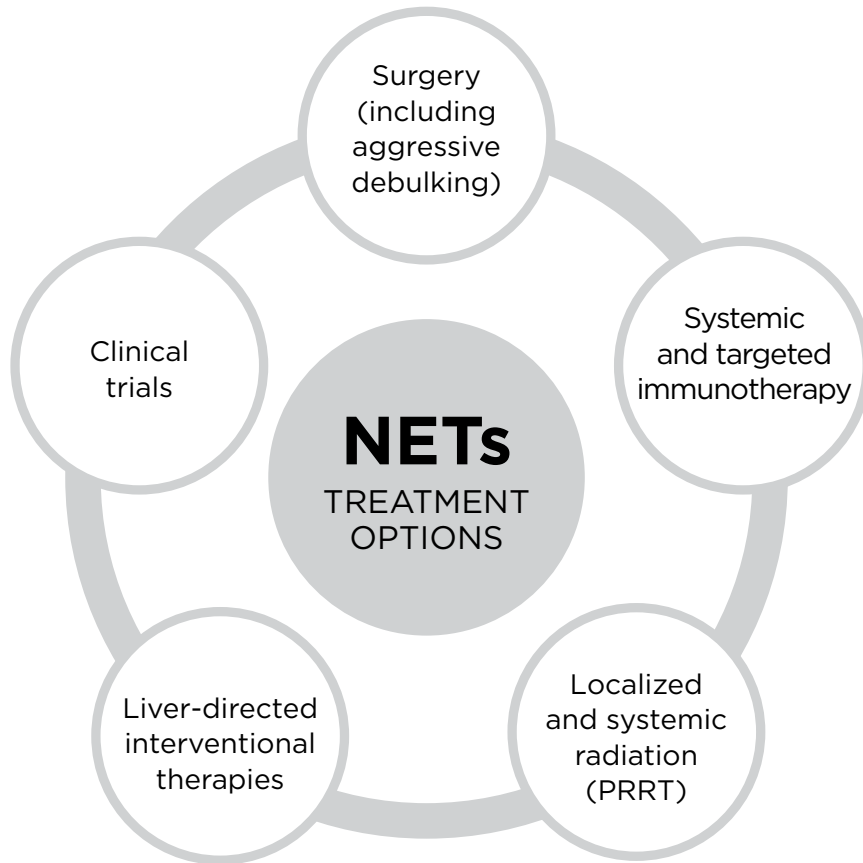 Surgery
(including
aggressive
debulking)
Systemic
and targeted
immunotherapy
Clinical
trials
NETs
TREATMENT
OPTIONS
Localized
and systemic
radiation
(PRRT)
Liver-directed
interventional
therapies